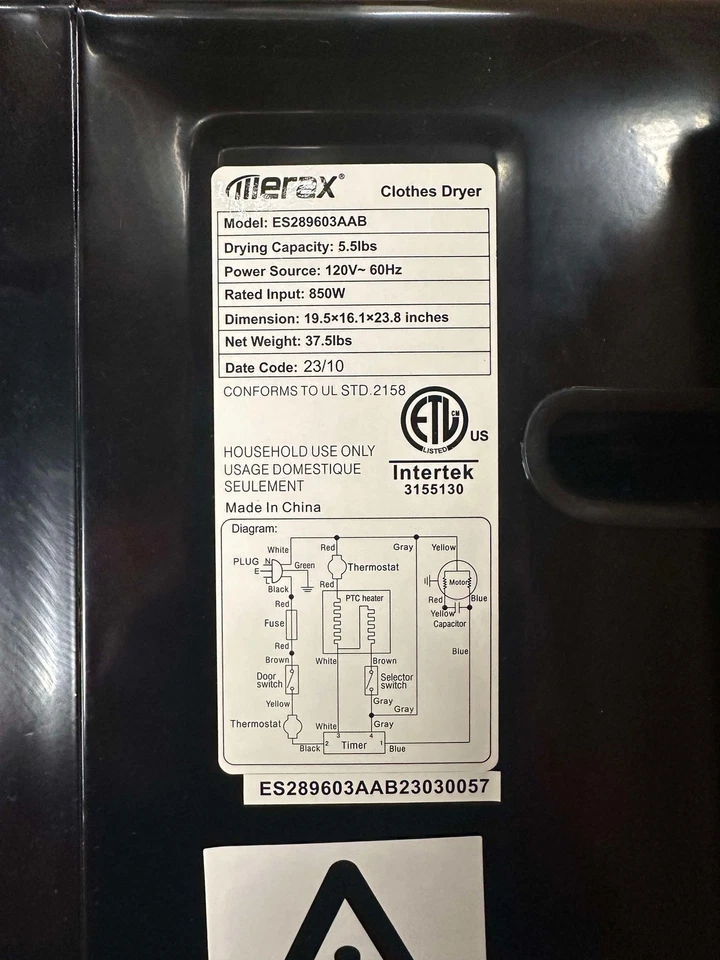 merax® Clothes Dryer
Model: ES289603AAB
Drying Capacity: 5.5lbs
Power Source: 120V~ 60Hz
Rated Input: 850W
Dimension: 19.5×16.1×23.8 inches
Net Weight: 37.5lbs
Date Code: 23/10
CONFORMS TO UL STD.2158
ETL CM
LISTED
US
Intertek
3155130
HOUSEHOLD USE ONLY
USAGE DOMESTIQUE
SEULEMENT
Made In China
Diagram:
White Red Gray Yellow
PLUG N
E
L
Green
Thermostat
Black
Red
Motor
Red
PTC heater
Red Blue
Yellow
Capacitor
Fuse
Red
Blue
Brown White Brown
Door
switch
Selector
switch
Yellow
Gray
Gray
Thermostat
White
Gray
3 4
Black 2 Timer 1 Blue
ES289603AAB23030057